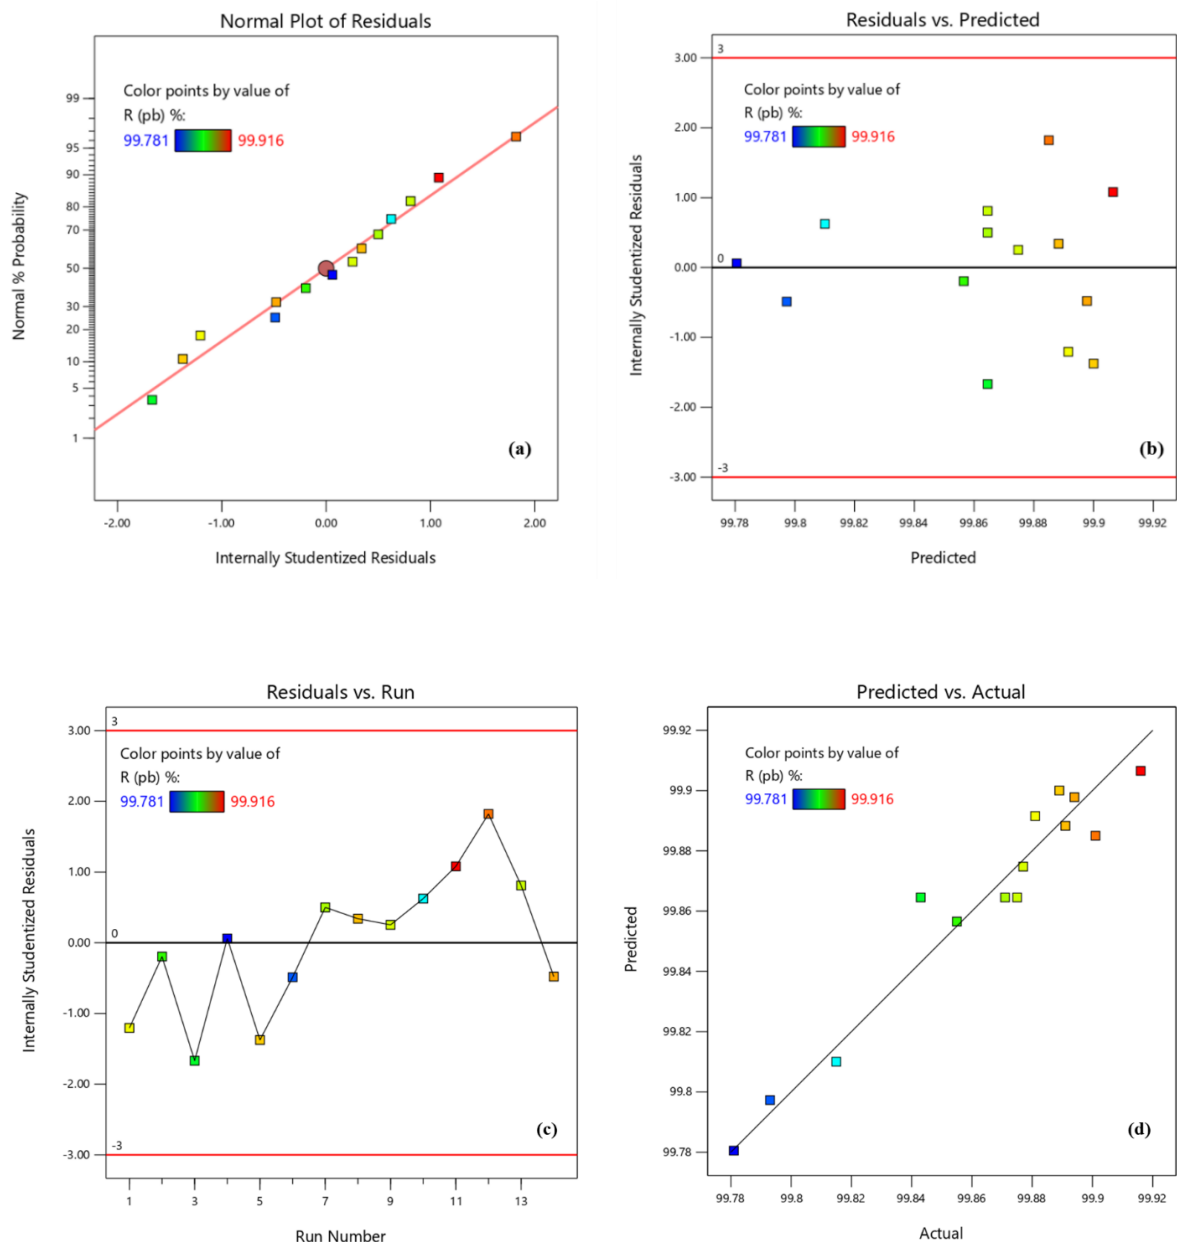 Normal Plot of Residuals
Color points by value of
R (pb) %:
99.781 99.916
Normal % Probability
99
95
90
80
70
50
30
20
10
5
1
(a)
-2.00 -1.00 0.00 1.00 2.00
Internally Studentized Residuals
Residuals vs. Predicted
3
Color points by value of
R (pb) %:
99.781 99.916
Internally Studentized Residuals
3.00
2.00
1.00
0.00
-1.00
-2.00
-3.00
0
(b)
-3
99.78 99.8 99.82 99.84 99.86 99.88 99.9 99.92
Predicted
Residuals vs. Run
3
Color points by value of
R (pb) %:
99.781 99.916
Internally Studentized Residuals
3.00
2.00
1.00
0.00
-1.00
-2.00
-3.00
0
(c)
-3
1 3 5 7 9 11 13
Run Number
Predicted vs. Actual
Color points by value of
R (pb) %:
99.781 99.916
Predicted
99.92
99.9
99.88
99.86
99.84
99.82
99.8
99.78
(d)
99.78 99.8 99.82 99.84 99.86 99.88 99.9 99.92
Actual